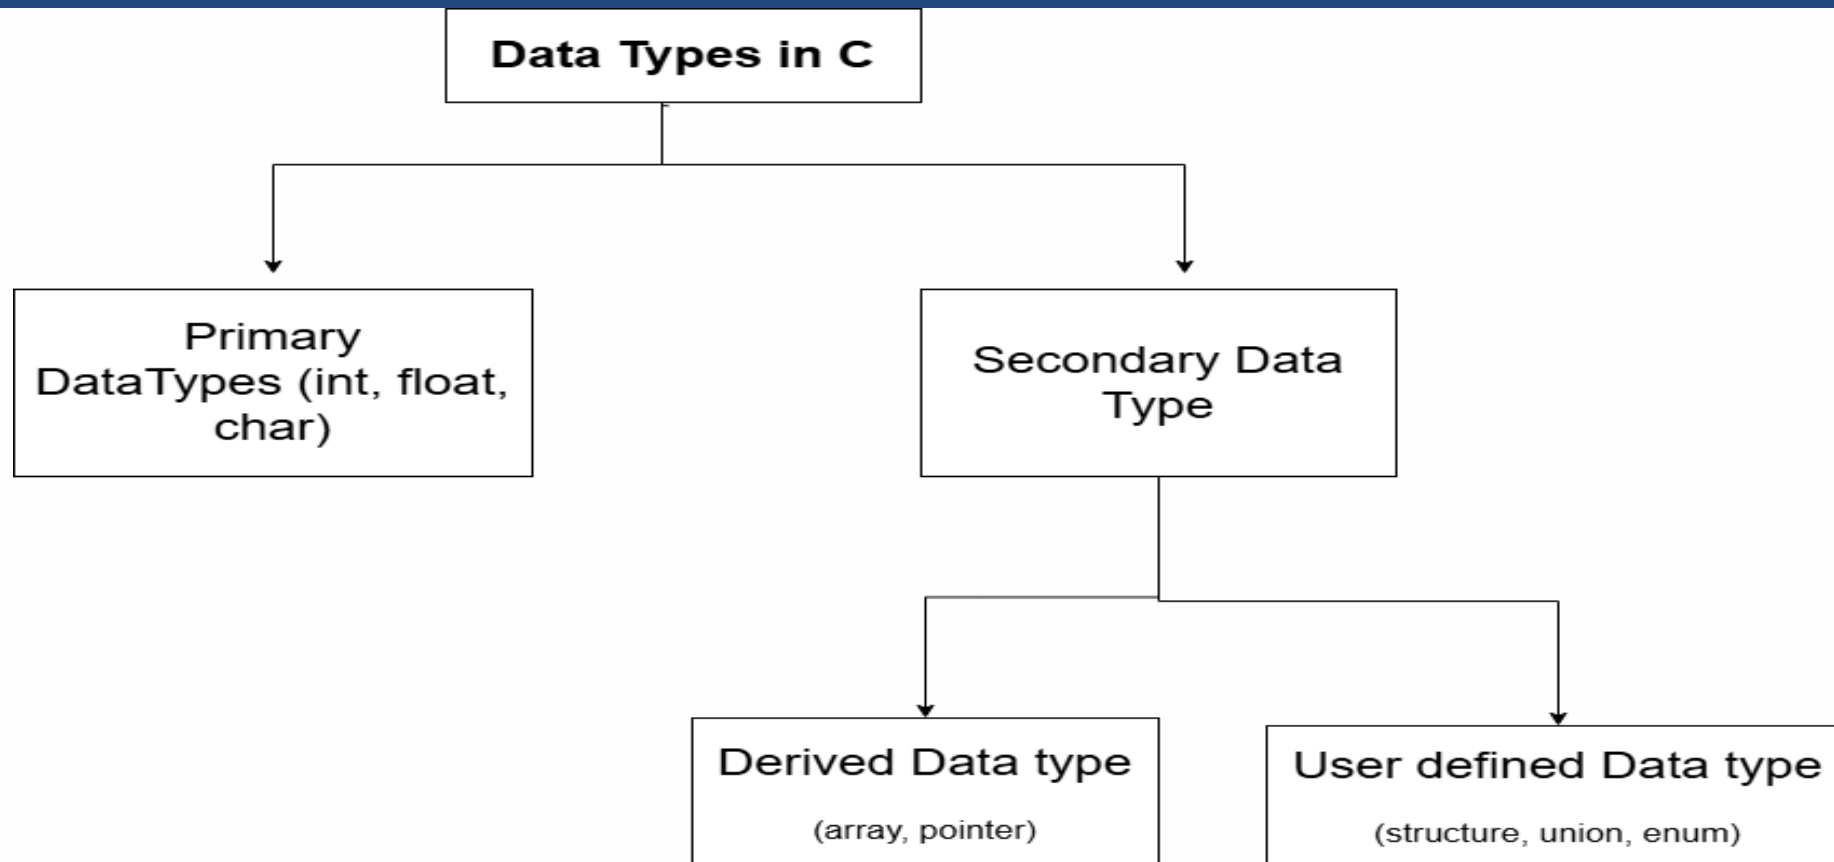 Data Types in C
Primary
DataTypes (int, float,
char)
Secondary Data
Type
Derived Data type
(array, pointer)
User defined Data type
(structure, union, enum)